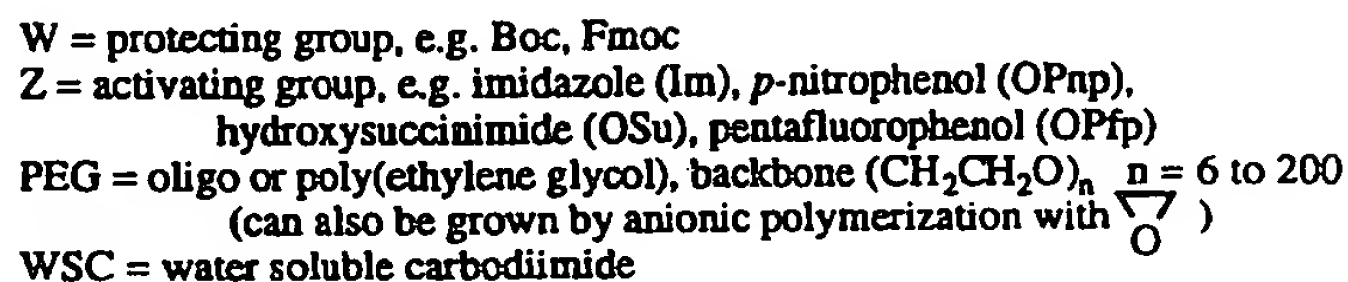 W = protecting group, e.g. Boc, Fmoc
Z = activating group, e.g. imidazole (Im), p-nitrophenol (OPnp),
hydroxysuccinimide (OSu), pentafluorophenol (OPfp)
PEG = oligo or poly(ethylene glycol), backbone (CH₂CH₂O)ₙ n = 6 to 200
(can also be grown by anionic polymerization with O )
WSC = water soluble carbodiimide